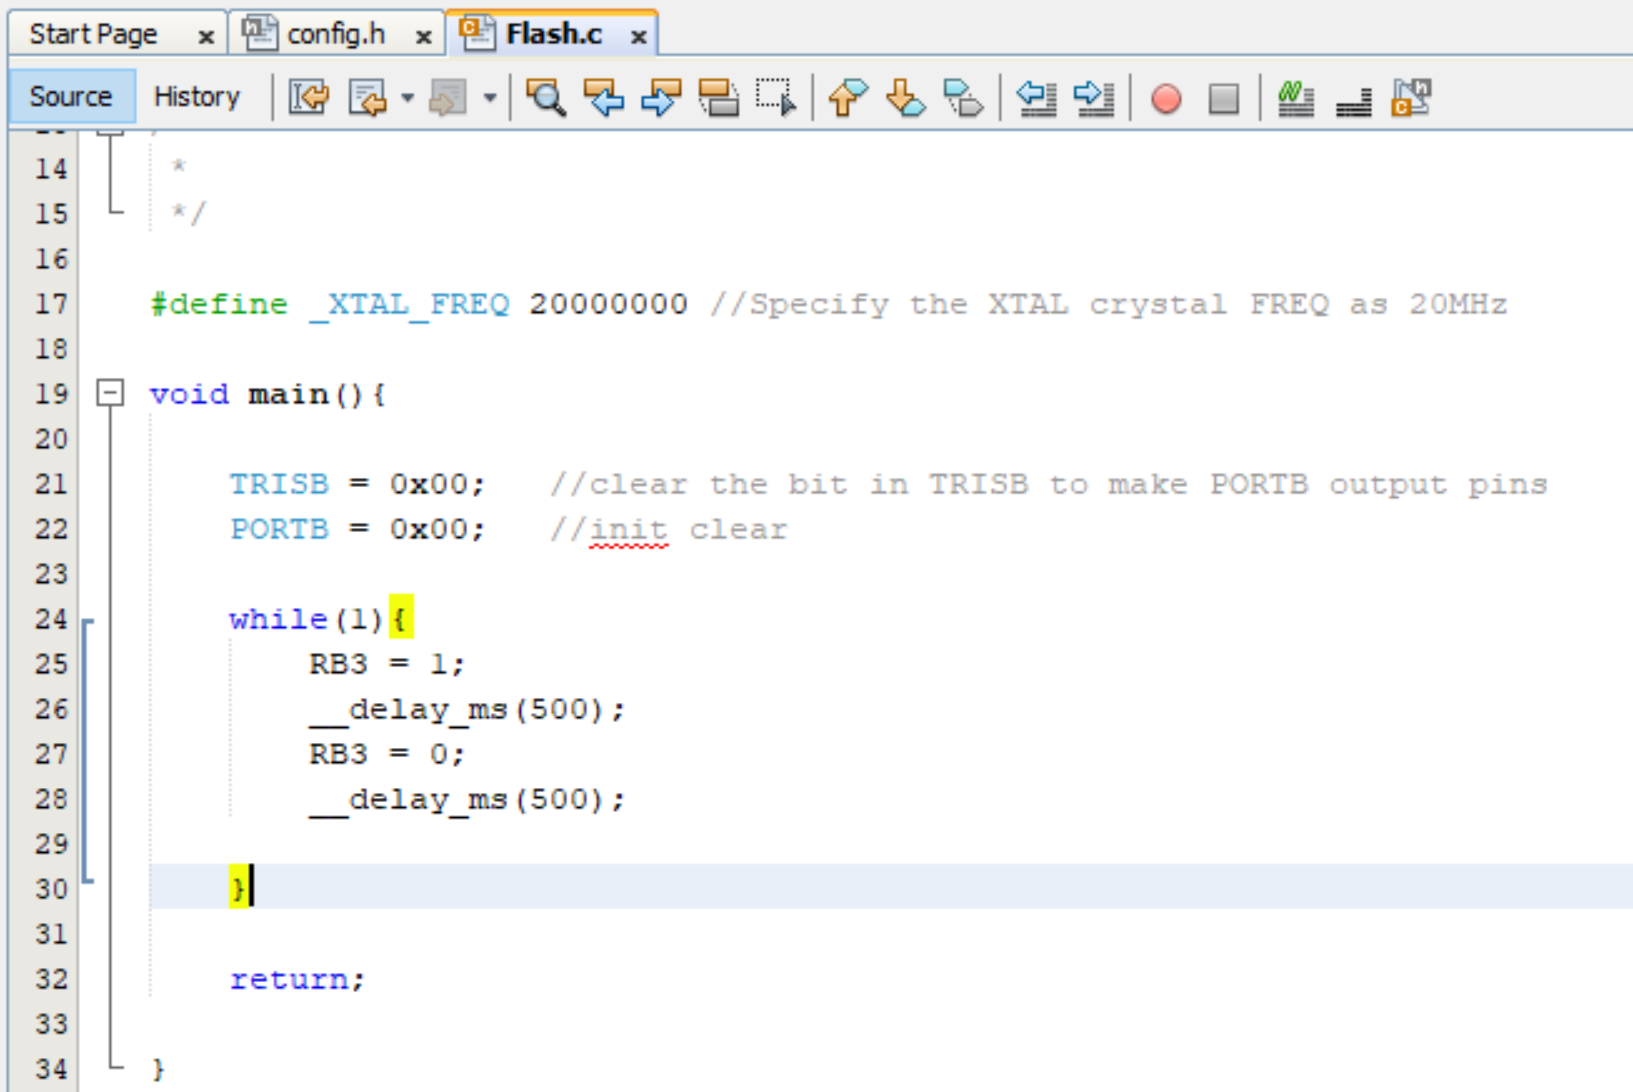 Start Page x config.h x Flash.c x
Source History
14 *
15 */
16
17 #define _XTAL_FREQ 20000000 //Specify the XTAL crystal FREQ as 20MHz
18
19 void main(){
20
21 TRISB = 0x00; //clear the bit in TRISB to make PORTB output pins
22 PORTB = 0x00; //init clear
23
24 while(1){
25 RB3 = 1;
26 __delay_ms(500);
27 RB3 = 0;
28 __delay_ms(500);
29
30 }
31
32 return;
33
34 }